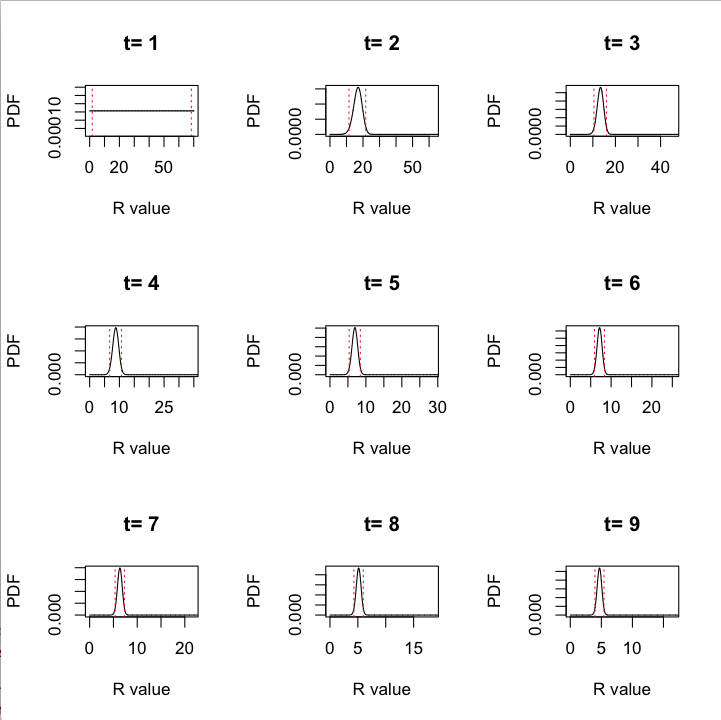 t= 1 t= 2 t= 3
PDF 0.00010 PDF 0.0000 PDF 0.0000
0 20 50 0 20 50 0 20 40
R value R value R value
t= 4 t= 5 t= 6
PDF 0.000 PDF 0.000 PDF 0.000
0 10 25 0 10 20 30 0 10 20
R value R value R value
t= 7 t= 8 t= 9
PDF 0.000 PDF 0.000 PDF 0.000
0 10 20 0 5 15 0 5 10
R value R value R value